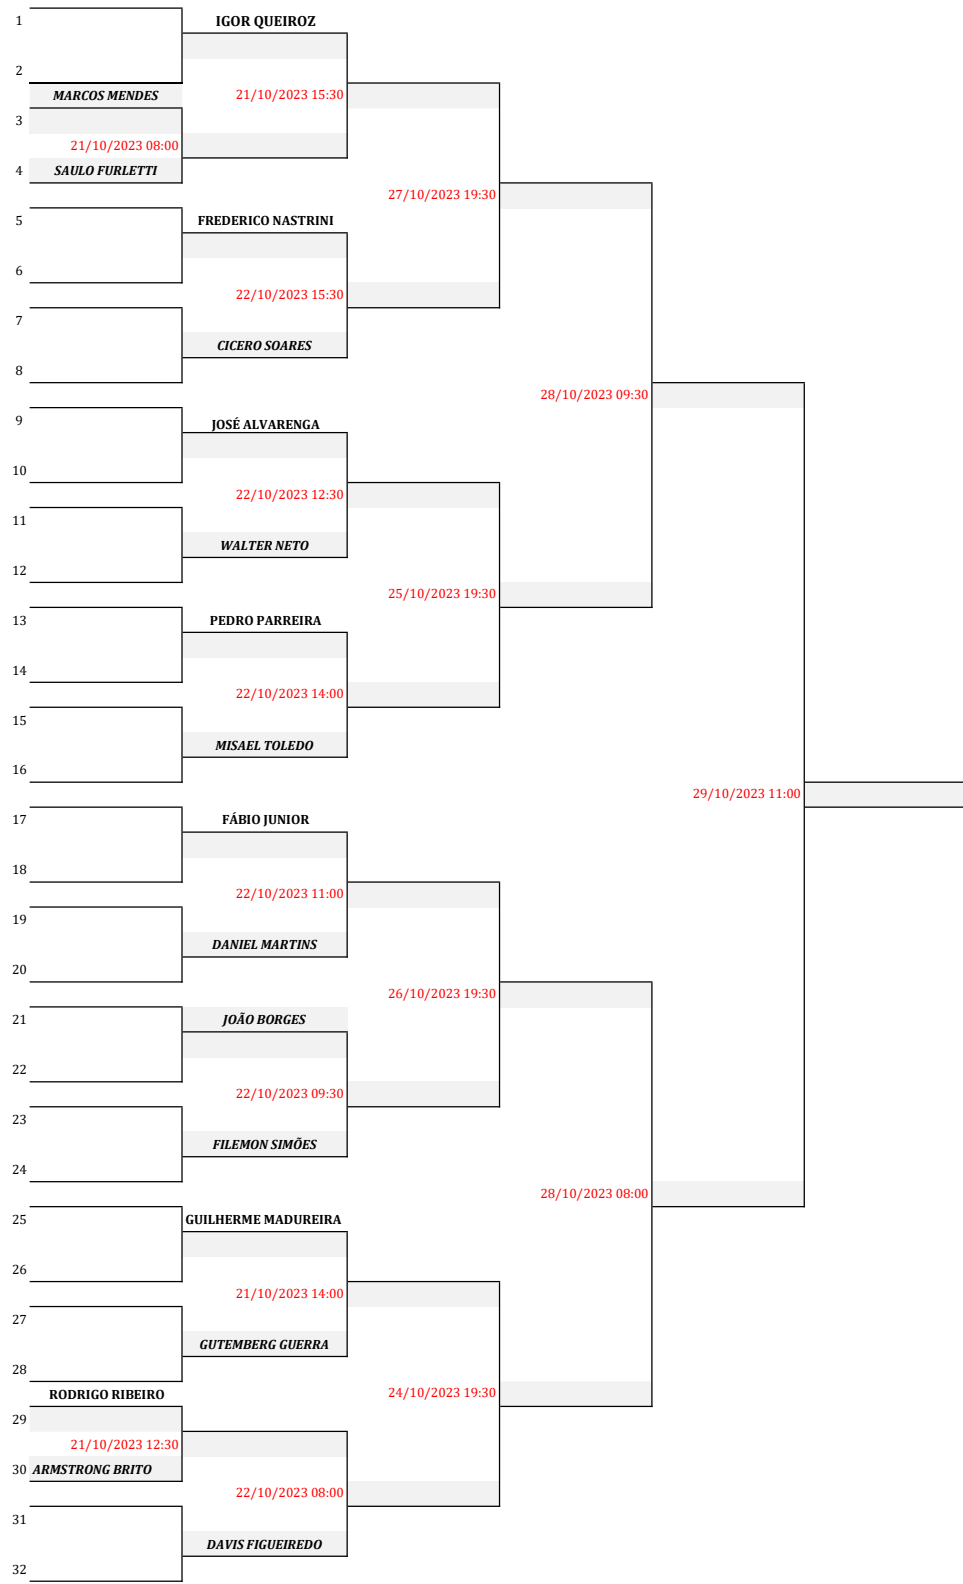 1
IGOR QUEIROZ
2
MARCOS MENDES
21/10/2023 15:30
3
21/10/2023 08:00
4
SAULO FURLETTI
27/10/2023 19:30
5
FREDERICO NASTRINI
6
22/10/2023 15:30
7
CICERO SOARES
8
28/10/2023 09:30
9
JOSÉ ALVARENGA
10
22/10/2023 12:30
11
WALTER NETO
12
25/10/2023 19:30
13
PEDRO PARREIRA
14
22/10/2023 14:00
15
MISAEL TOLEDO
16
29/10/2023 11:00
17
FÁBIO JUNIOR
18
22/10/2023 11:00
19
DANIEL MARTINS
20
26/10/2023 19:30
21
JOÃO BORGES
22
22/10/2023 09:30
23
FILEMON SIMÕES
24
28/10/2023 08:00
25
GUILHERME MADUREIRA
26
21/10/2023 14:00
27
GUTEMBERG GUERRA
28
RODRIGO RIBEIRO
24/10/2023 19:30
29
21/10/2023 12:30
30
ARMSTRONG BRITO
22/10/2023 08:00
31
DAVIS FIGUEIREDO
32